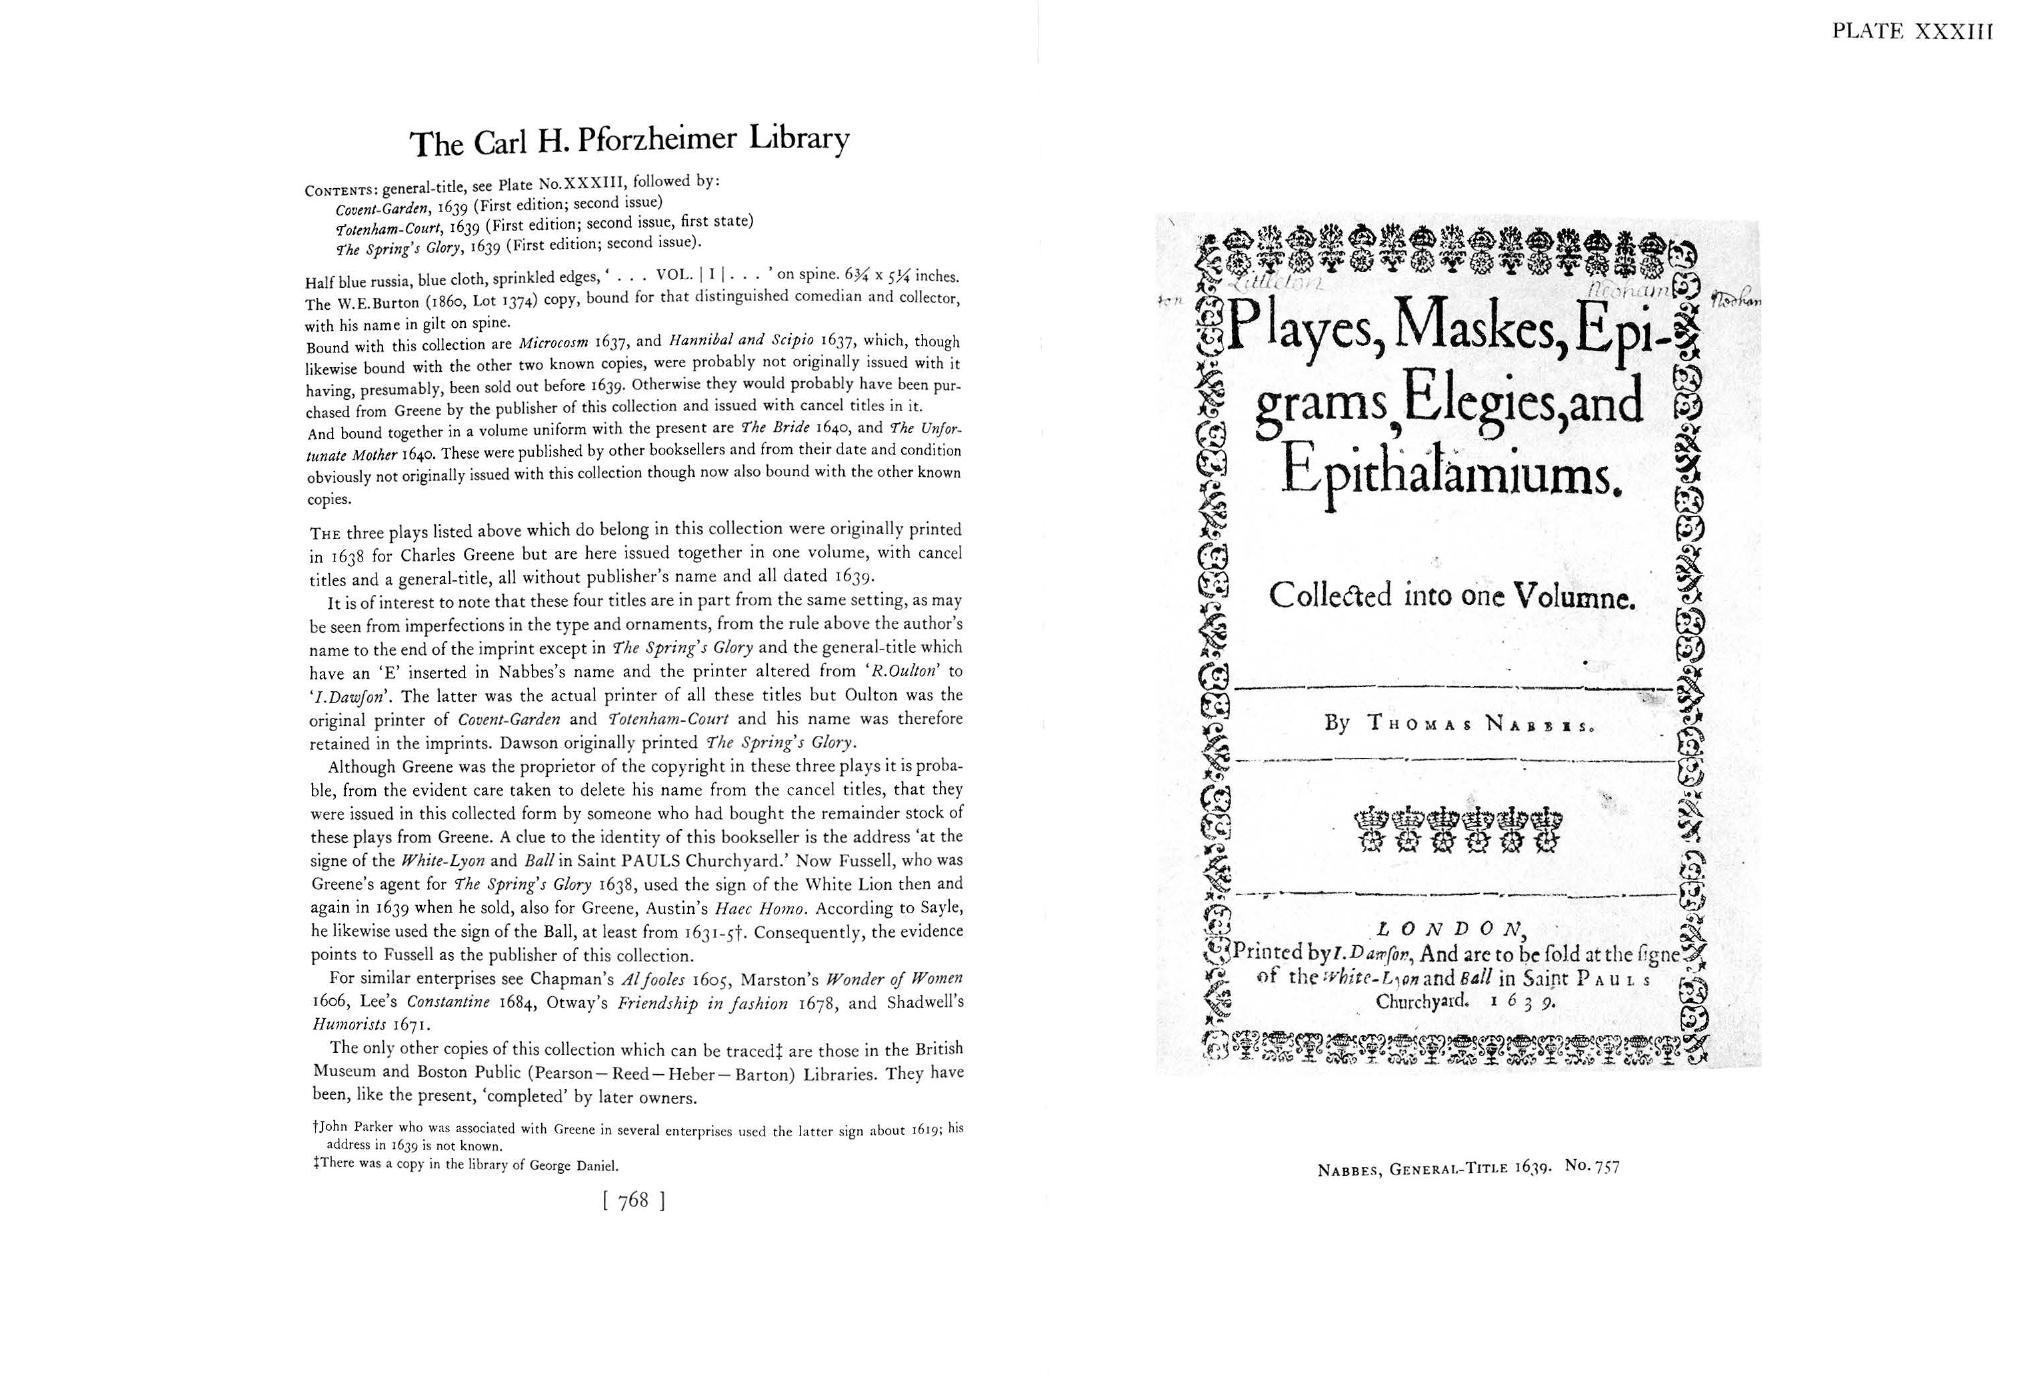 The Carl H. Pforzheimer Library
CONTENTS: general-title, see Plate No.XXXIII, followed by:
Covent-Garden, 1639 (First edition; second issue)
Totenham-Court, 1639 (First edition; second issue, first state)
The Spring's Glory, 1639 (First edition; second issue).
Half blue russia, blue cloth, sprinkled edges, ‘ . . . VOL. | I | . . . ’ on spine. 6¾ x 5¼ inches.
The W.E.Burton (1860, Lot 1374) copy, bound for that distinguished comedian and collector,
with his name in gilt on spine.
Bound with this collection are Microcosm 1637, and Hannibal and Scipio 1637, which, though
likewise bound with the other two known copies, were probably not originally issued with it
having, presumably, been sold out before 1639. Otherwise they would probably have been pur-
chased from Greene by the publisher of this collection and issued with cancel titles in it.
And bound together in a volume uniform with the present are The Bride 1640, and The Unfor-
tunate Mother 1640. These were published by other booksellers and from their date and condition
obviously not originally issued with this collection though now also bound with the other known
copies.
THE three plays listed above which do belong in this collection were originally printed
in 1638 for Charles Greene but are here issued together in one volume, with cancel
titles and a general-title, all without publisher's name and all dated 1639.
It is of interest to note that these four titles are in part from the same setting, as may
be seen from imperfections in the type and ornaments, from the rule above the author's
name to the end of the imprint except in The Spring's Glory and the general-title which
have an ‘E’ inserted in Nabbes's name and the printer altered from ‘R.Oulton’ to
‘I.Dawſon’. The latter was the actual printer of all these titles but Oulton was the
original printer of Covent-Garden and Totenham-Court and his name was therefore
retained in the imprints. Dawson originally printed The Spring's Glory.
Although Greene was the proprietor of the copyright in these three plays it is proba-
ble, from the evident care taken to delete his name from the cancel titles, that they
were issued in this collected form by someone who had bought the remainder stock of
these plays from Greene. A clue to the identity of this bookseller is the address ‘at the
signe of the White-Lyon and Ball in Saint PAULS Churchyard.’ Now Fussell, who was
Greene's agent for The Spring's Glory 1638, used the sign of the White Lion then and
again in 1639 when he sold, also for Greene, Austin's Haec Homo. According to Sayle,
he likewise used the sign of the Ball, at least from 1631-5†. Consequently, the evidence
points to Fussell as the publisher of this collection.
For similar enterprises see Chapman's Al fooles 1605, Marston's Wonder of Women
1606, Lee's Constantine 1684, Otway's Friendship in fashion 1678, and Shadwell's
Humorists 1671.
The only other copies of this collection which can be traced‡ are those in the British
Museum and Boston Public (Pearson—Reed—Heber—Barton) Libraries. They have
been, like the present, ‘completed’ by later owners.
†John Parker who was associated with Greene in several enterprises used the latter sign about 1619; his
address in 1639 is not known.
‡There was a copy in the library of George Daniel.
[ 768 ]
PLATE XXXIII
Littleton Neoham
Playes, Maskes, Epi-
grams, Elegies, and
Epithalamiums.
Collected into one Volumne.
By THOMAS NABBES.
LONDON,
Printed by I.Dawſon, And are to be ſold at the ſigne
of the White-Lyon and Ball in Saint PAULS
Churchyard. 1639.
NABBES, GENERAL-TITLE 1639. No. 757